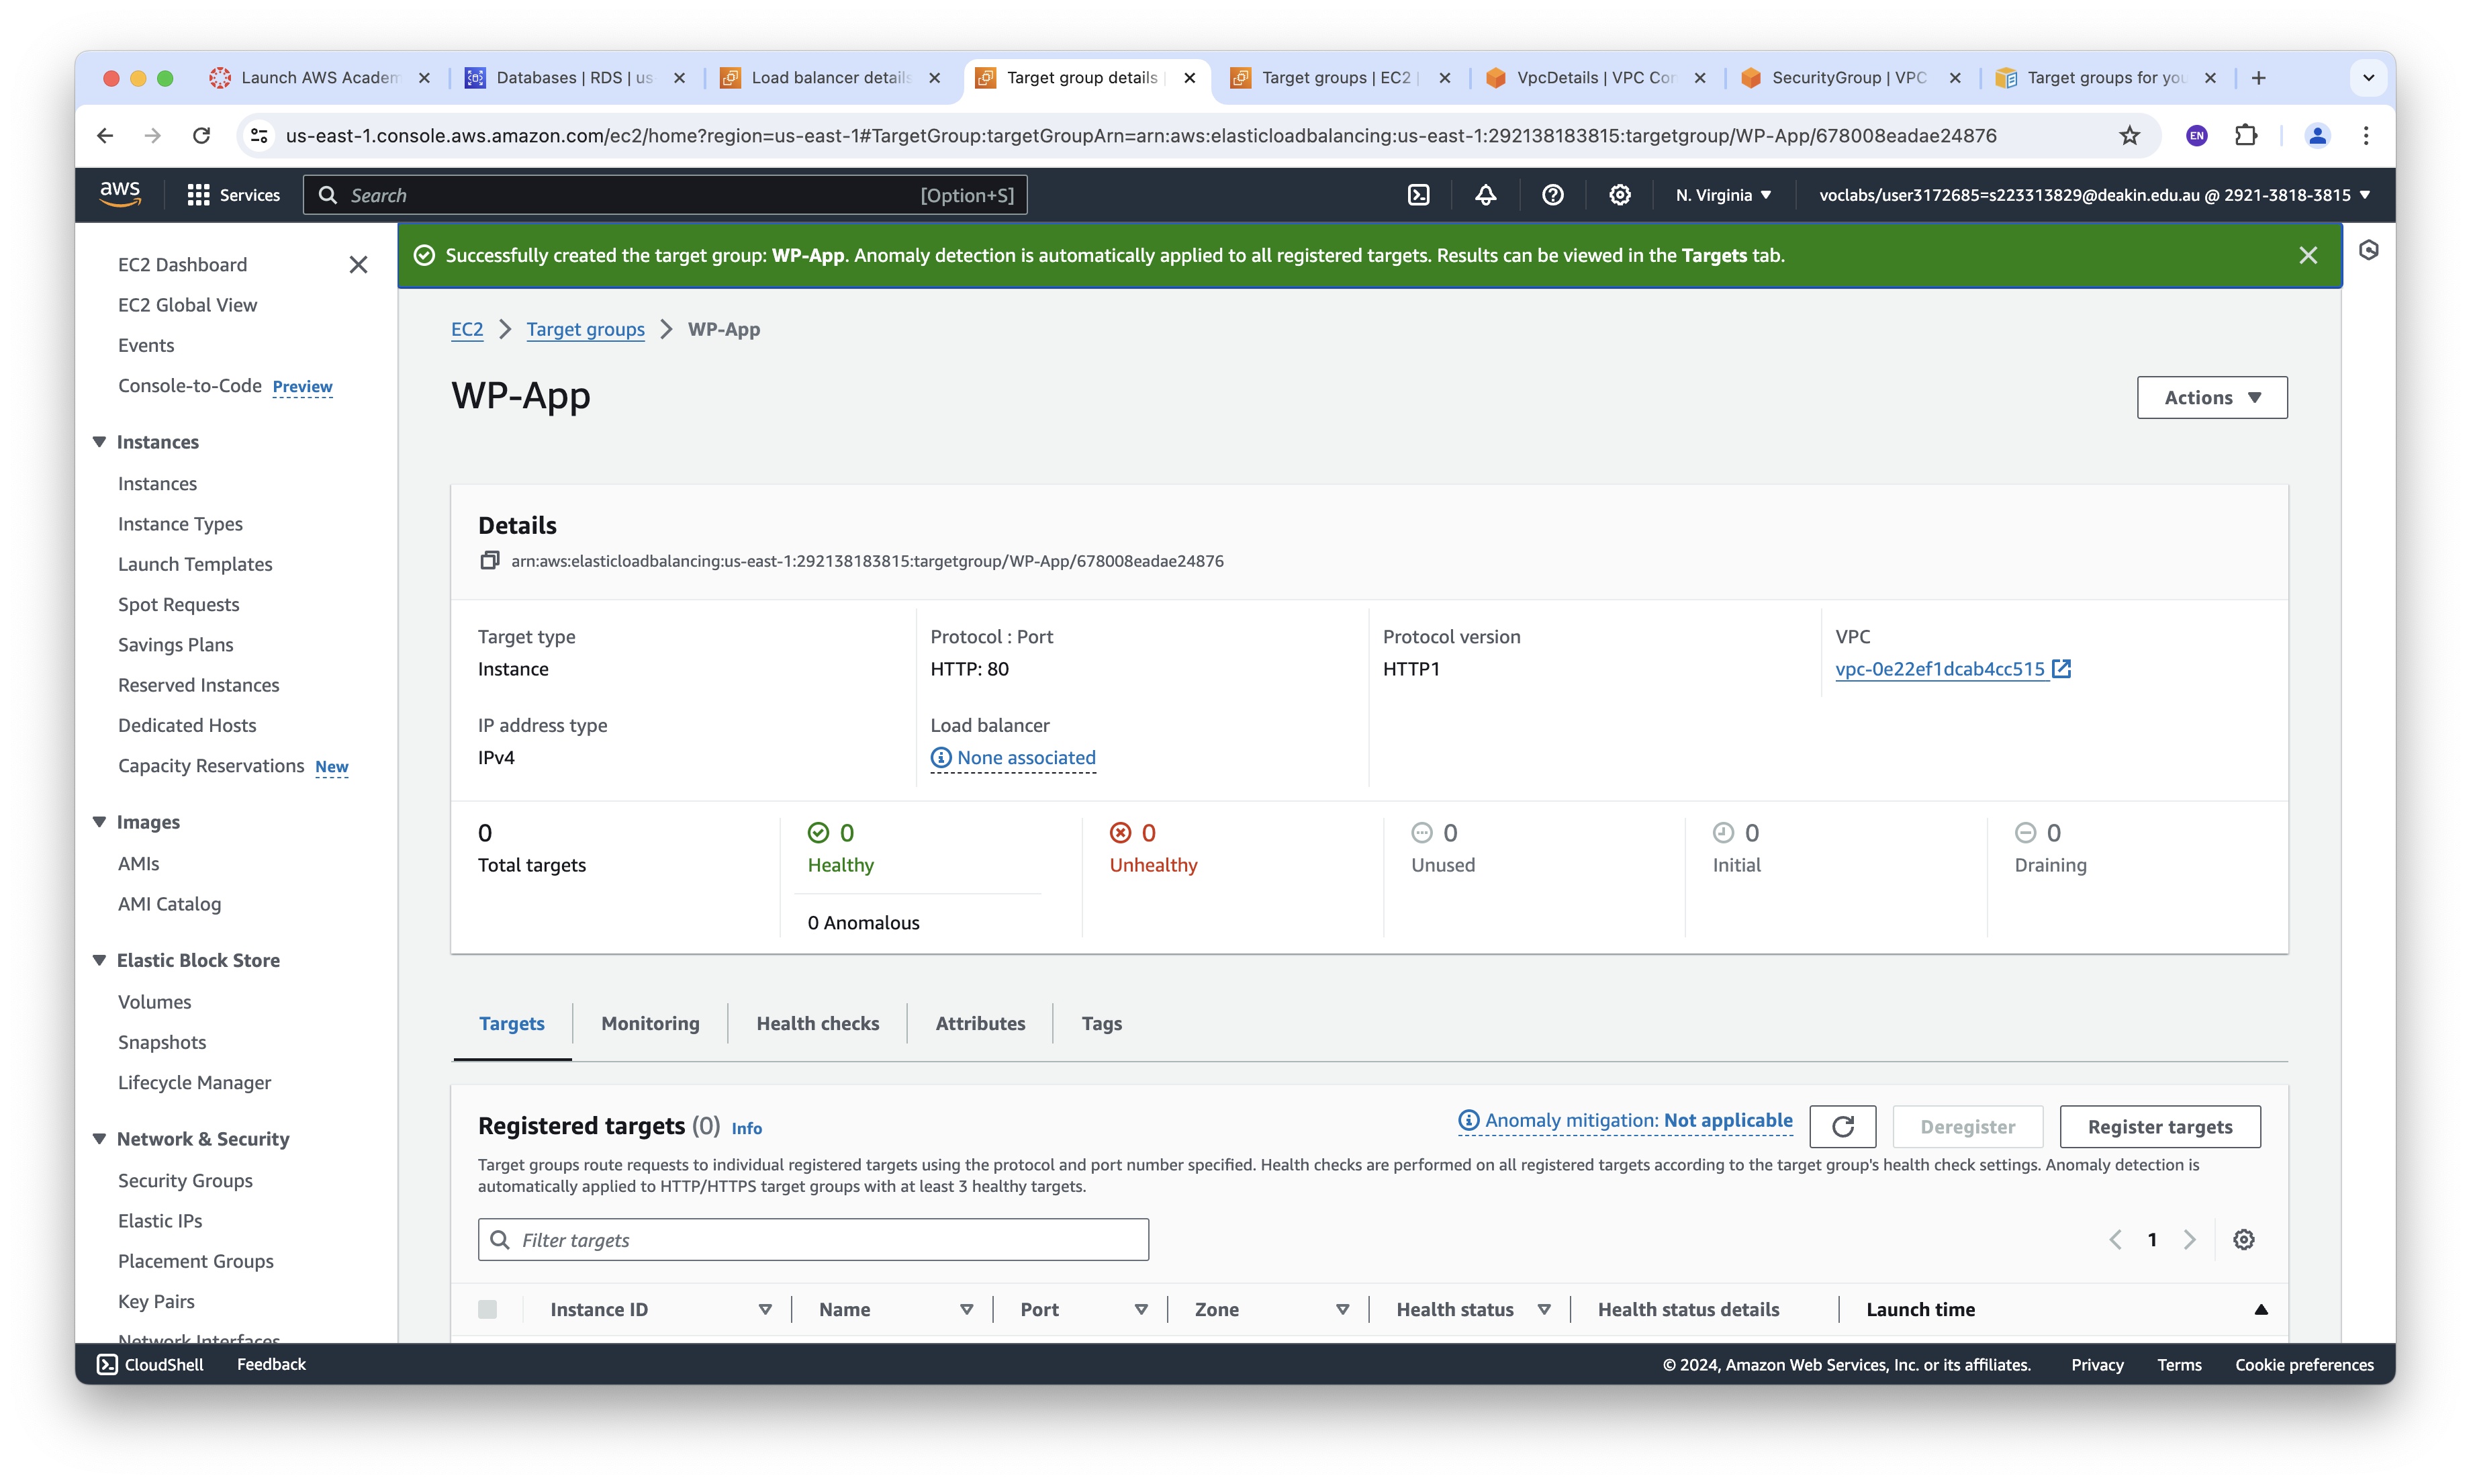 Launch AWS Academ
Databases | RDS | us
Load balancer details
Target group details |
Target groups | EC2 |
VpcDetails | VPC Con
SecurityGroup | VPC
Target groups for you
us-east-1.console.aws.amazon.com/ec2/home?region=us-east-1#TargetGroup:targetGroupArn=arn:aws:elasticloadbalancing:us-east-1:292138183815:targetgroup/WP-App/678008eadae24876
EN
aws
Services
Search
[Option+S]
N. Virginia
voclabs/user3172685=s223313829@deakin.edu.au @ 2921-3818-3815
EC2 Dashboard
EC2 Global View
Events
Console-to-Code Preview
Instances
Instances
Instance Types
Launch Templates
Spot Requests
Savings Plans
Reserved Instances
Dedicated Hosts
Capacity Reservations New
Images
AMIs
AMI Catalog
Elastic Block Store
Volumes
Snapshots
Lifecycle Manager
Network & Security
Security Groups
Elastic IPs
Placement Groups
Key Pairs
Network Interfaces
Successfully created the target group: WP-App. Anomaly detection is automatically applied to all registered targets. Results can be viewed in the Targets tab.
EC2
Target groups
WP-App
WP-App
Actions
Details
arn:aws:elasticloadbalancing:us-east-1:292138183815:targetgroup/WP-App/678008eadae24876
Target type
Instance
Protocol : Port
HTTP: 80
Protocol version
HTTP1
VPC
vpc-0e22ef1dcab4cc515
IP address type
IPv4
Load balancer
None associated
0
Total targets
0
Healthy
0 Anomalous
0
Unhealthy
0
Unused
0
Initial
0
Draining
Targets
Monitoring
Health checks
Attributes
Tags
Registered targets (0) Info
Anomaly mitigation: Not applicable
Deregister
Register targets
Target groups route requests to individual registered targets using the protocol and port number specified. Health checks are performed on all registered targets according to the target group's health check settings. Anomaly detection is
automatically applied to HTTP/HTTPS target groups with at least 3 healthy targets.
Filter targets
1
Instance ID
Name
Port
Zone
Health status
Health status details
Launch time
CloudShell
Feedback
© 2024, Amazon Web Services, Inc. or its affiliates.
Privacy
Terms
Cookie preferences